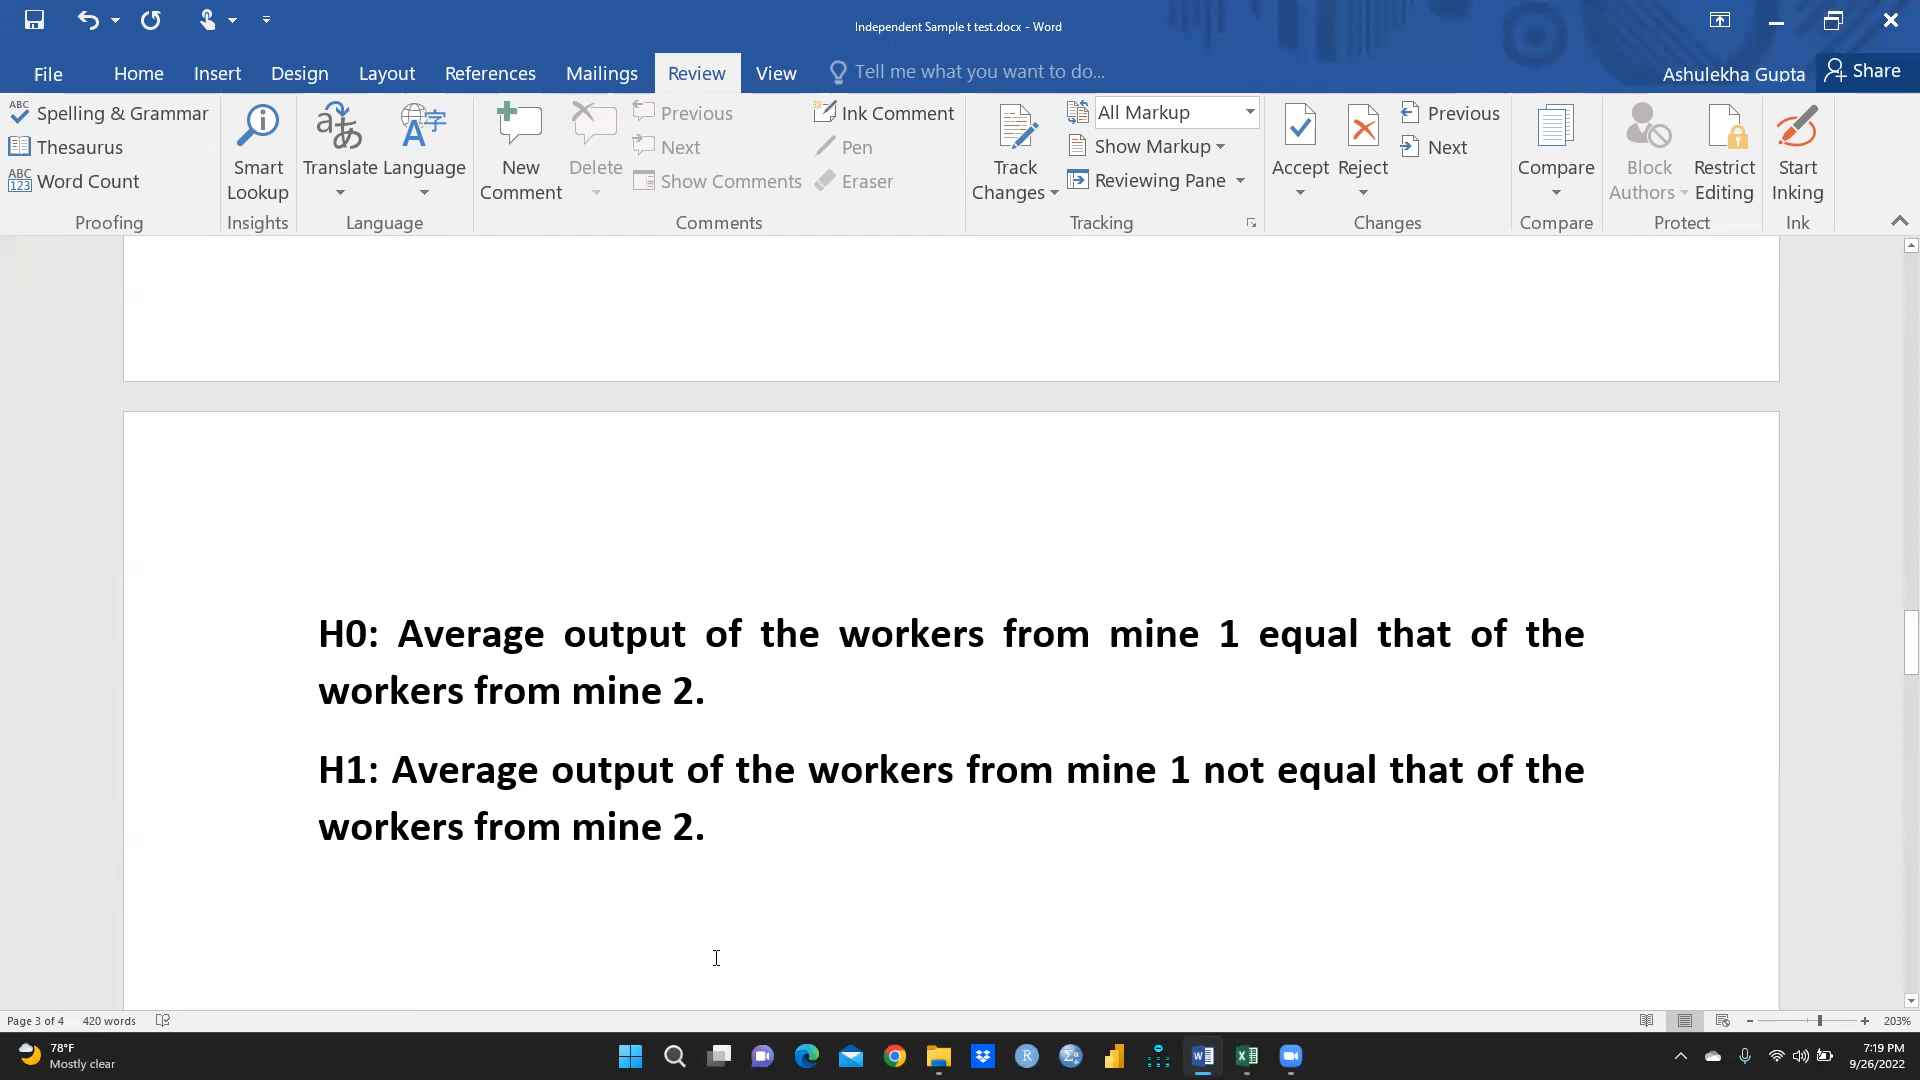 Independent Sample t test.docx - Word
File Home Insert Design Layout References Mailings Review View Tell me what you want to do... Ashulekha Gupta Share
ABC Spelling & Grammar
Thesaurus
ABC 123 Word Count
Proofing
Smart Lookup
Insights
Translate Language
Language
New Comment
Delete
Previous
Next
Show Comments
Ink Comment
Pen
Eraser
Comments
Track Changes
All Markup
Show Markup
Reviewing Pane
Tracking
Accept Reject
Previous
Next
Changes
Compare
Compare
Block Authors
Restrict Editing
Protect
Start Inking
Ink
H0: Average output of the workers from mine 1 equal that of the
workers from mine 2.
H1: Average output of the workers from mine 1 not equal that of the
workers from mine 2.
Page 3 of 4 420 words 203%
78°F
Mostly clear
7:19 PM
9/26/2022